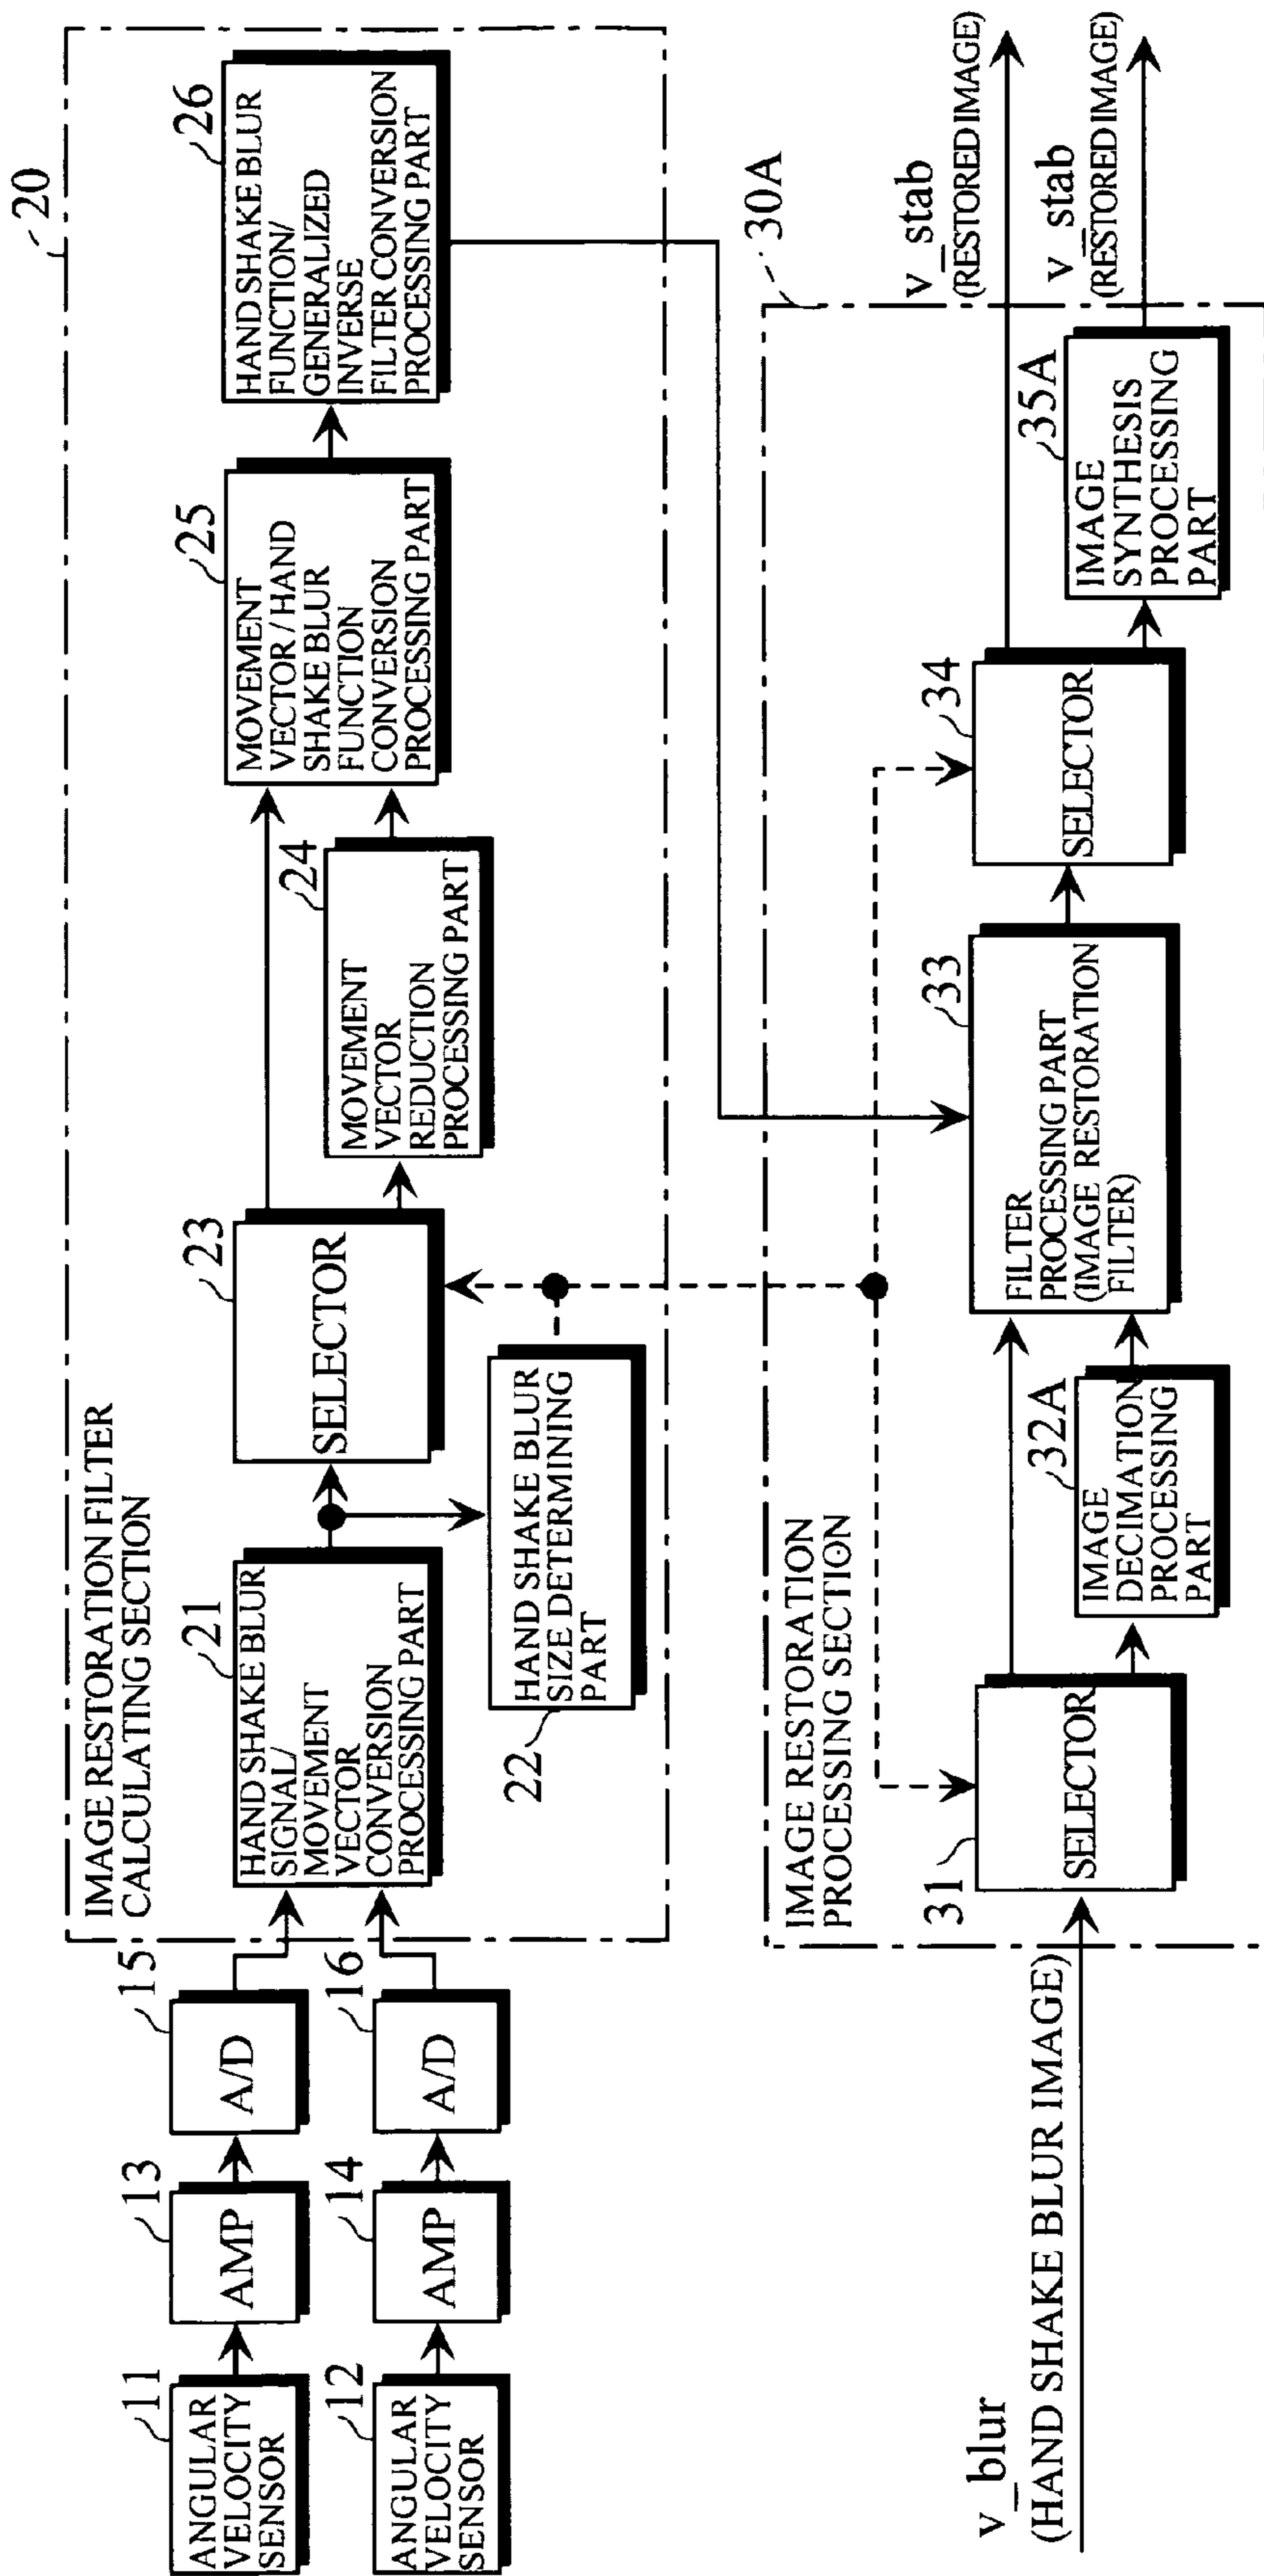 20
IMAGE RESTORATION FILTER
CALCULATING SECTION
11
ANGULAR
VELOCITY
SENSOR
13
AMP
15
A/D
12
ANGULAR
VELOCITY
SENSOR
14
AMP
16
A/D
21
HAND SHAKE BLUR
SIGNAL/
MOVEMENT
VECTOR
CONVERSION
PROCESSING PART
22
HAND SHAKE BLUR
SIZE DETERMINING
PART
23
SELECTOR
24
MOVEMENT
VECTOR
REDUCTION
PROCESSING PART
25
MOVEMENT
VECTOR / HAND
SHAKE BLUR
FUNCTION
CONVERSION
PROCESSING PART
26
HAND SHAKE BLUR
FUNCTION/
GENERALIZED
INVERSE
FILTER CONVERSION
PROCESSING PART
30A
IMAGE RESTORATION
PROCESSING SECTION
v_blur
(HAND SHAKE BLUR IMAGE)
31
SELECTOR
32A
IMAGE
DECIMATION
PROCESSING
PART
33
FILTER
PROCESSING PART
(IMAGE RESTORATION
FILTER)
34
SELECTOR
35A
IMAGE
SYNTHESIS
PROCESSING
PART
v_stab
(RESTORED IMAGE)
v_stab
(RESTORED IMAGE)